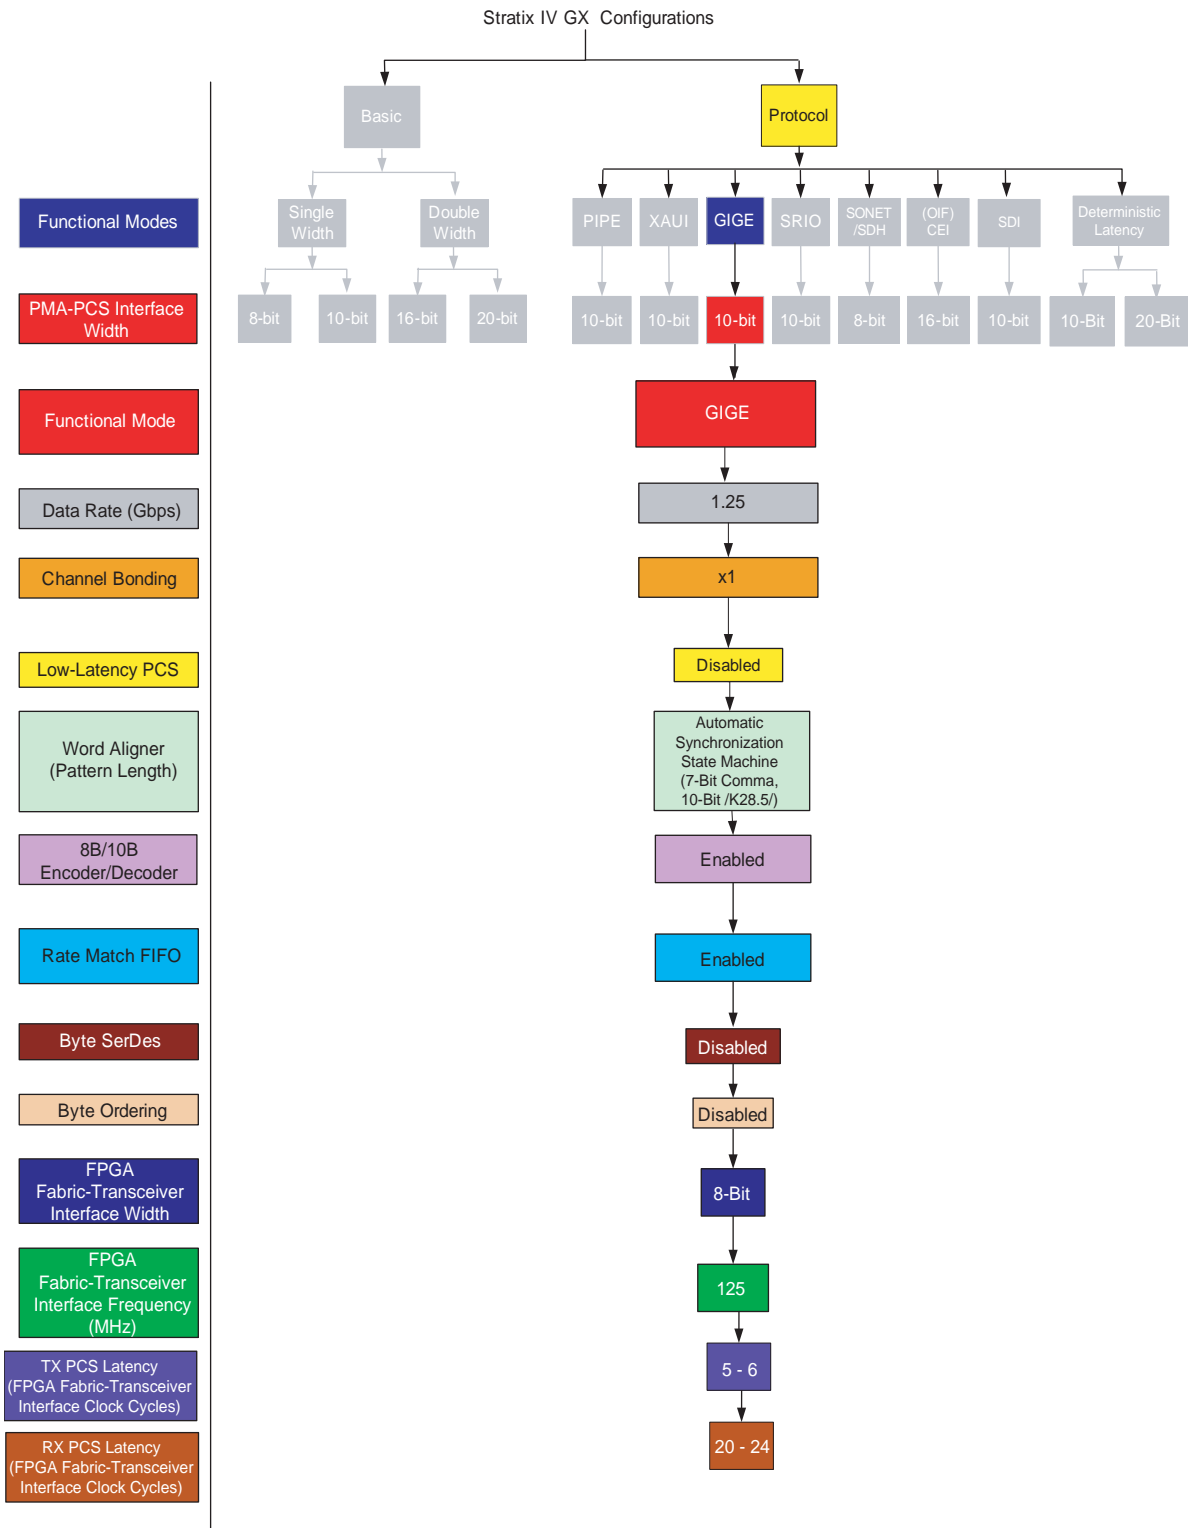 Stratix IV GX Configurations
Basic
Protocol
Functional Modes
Single
Width
Double
Width
PIPE
XAUI
GIGE
SRIO
SONET
/SDH
(OIF)
CEI
SDI
Deterministic
Latency
PMA-PCS Interface
Width
8-bit
10-bit
16-bit
20-bit
10-bit
10-bit
10-bit
10-bit
8-bit
16-bit
10-bit
10-Bit
20-Bit
Functional Mode
GIGE
Data Rate (Gbps)
1.25
Channel Bonding
x1
Low-Latency PCS
Disabled
Word Aligner
(Pattern Length)
Automatic
Synchronization
State Machine
(7-Bit Comma,
10-Bit /K28.5/)
8B/10B
Encoder/Decoder
Enabled
Rate Match FIFO
Enabled
Byte SerDes
Disabled
Byte Ordering
Disabled
FPGA
Fabric-Transceiver
Interface Width
8-Bit
FPGA
Fabric-Transceiver
Interface Frequency
(MHz)
125
TX PCS Latency
(FPGA Fabric-Transceiver
Interface Clock Cycles)
5 - 6
RX PCS Latency
(FPGA Fabric-Transceiver
Interface Clock Cycles)
20 - 24